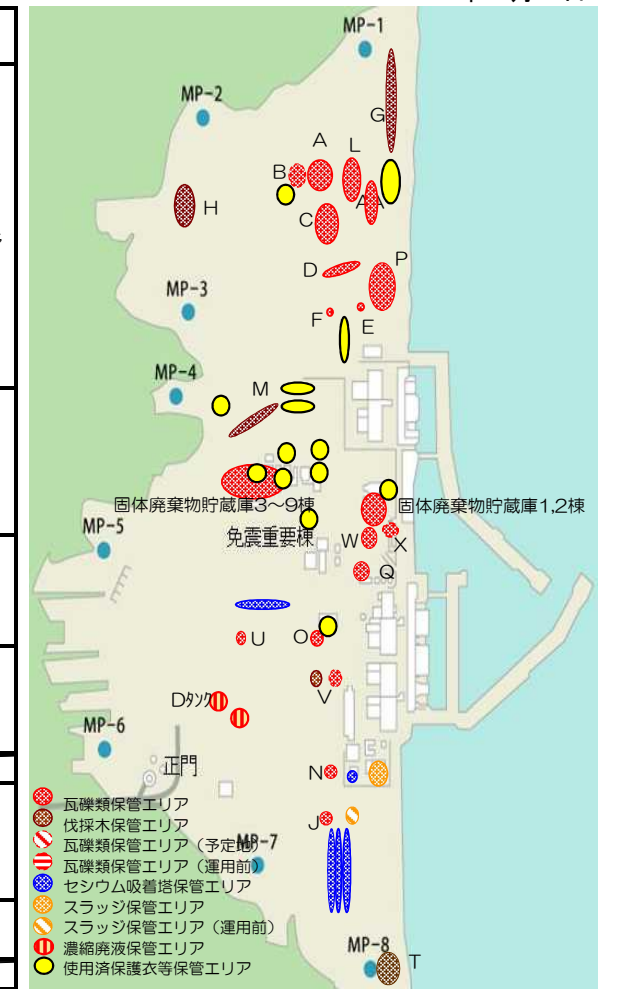 MP-1
MP-2
G
A
L
B
AA
H
C
D
P
MP-3
F
E
MP-4
M
固体廃棄物貯蔵庫3~9棟
固体廃棄物貯蔵庫1,2棟
MP-5
免震重要棟
W
X
Q
U
O
V
Dタンク
MP-6
正門
N
J
瓦礫類保管エリア
伐採木保管エリア
瓦礫類保管エリア(予定地)
MP-7
瓦礫類保管エリア(運用前)
セシウム吸着塔保管エリア
スラッジ保管エリア
スラッジ保管エリア(運用前)
濃縮廃液保管エリア
MP-8
使用済保護衣等保管エリア
T